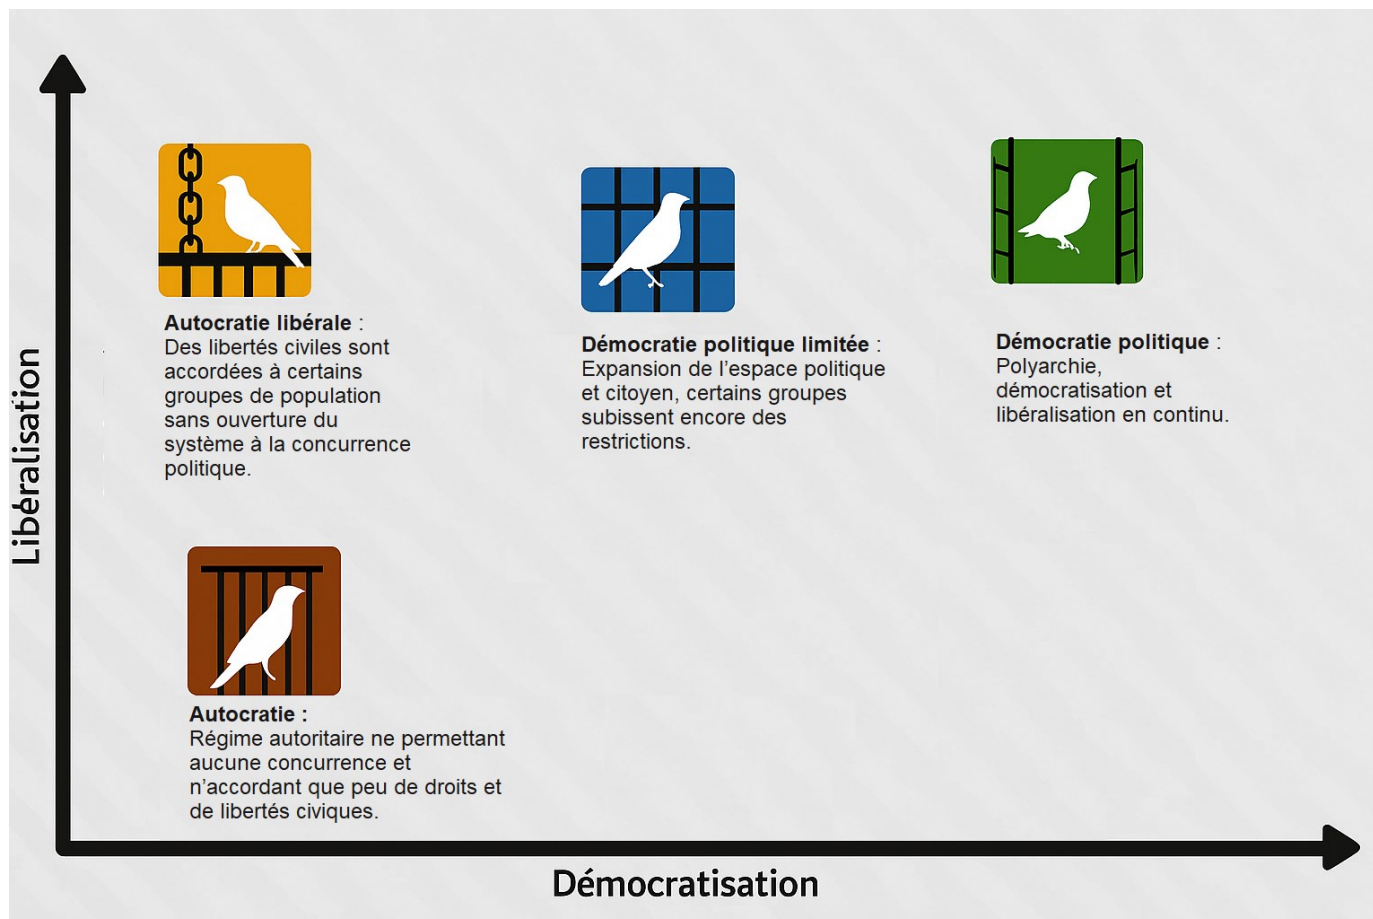 Libéralisation
Autocratie libérale :
Des libertés civiles sont
accordées à certains
groupes de population
sans ouverture du
système à la concurrence
politique.
Démocratie politique limitée :
Expansion de l’espace politique
et citoyen, certains groupes
subissent encore des
restrictions.
Démocratie politique :
Polyarchie,
démocratisation et
libéralisation en continu.
Autocratie :
Régime autoritaire ne permettant
aucune concurrence et
n’accordant que peu de droits et
de libertés civiques.
Démocratisation